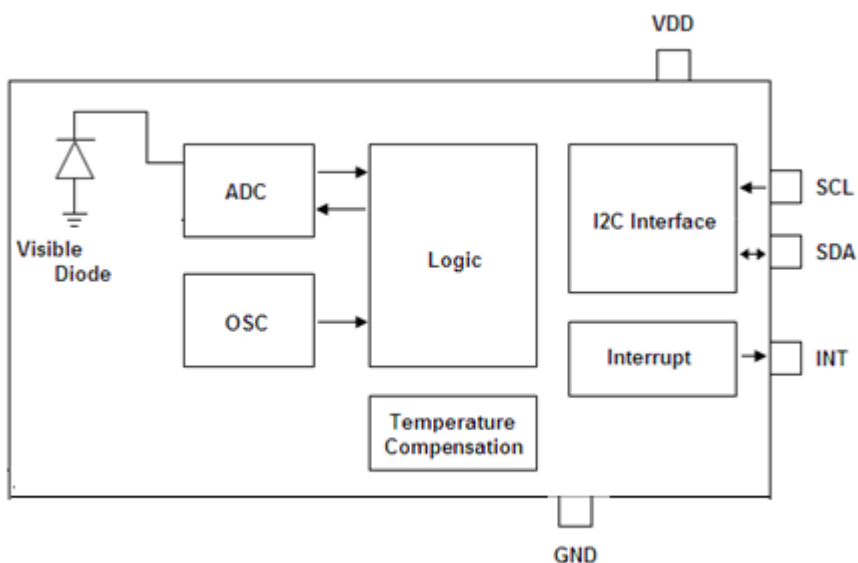 VDD
ADC
SCL
I2C Interface
Visible
Diode
SDA
Logic
OSC
Interrupt
INT
Temperature
Compensation
GND